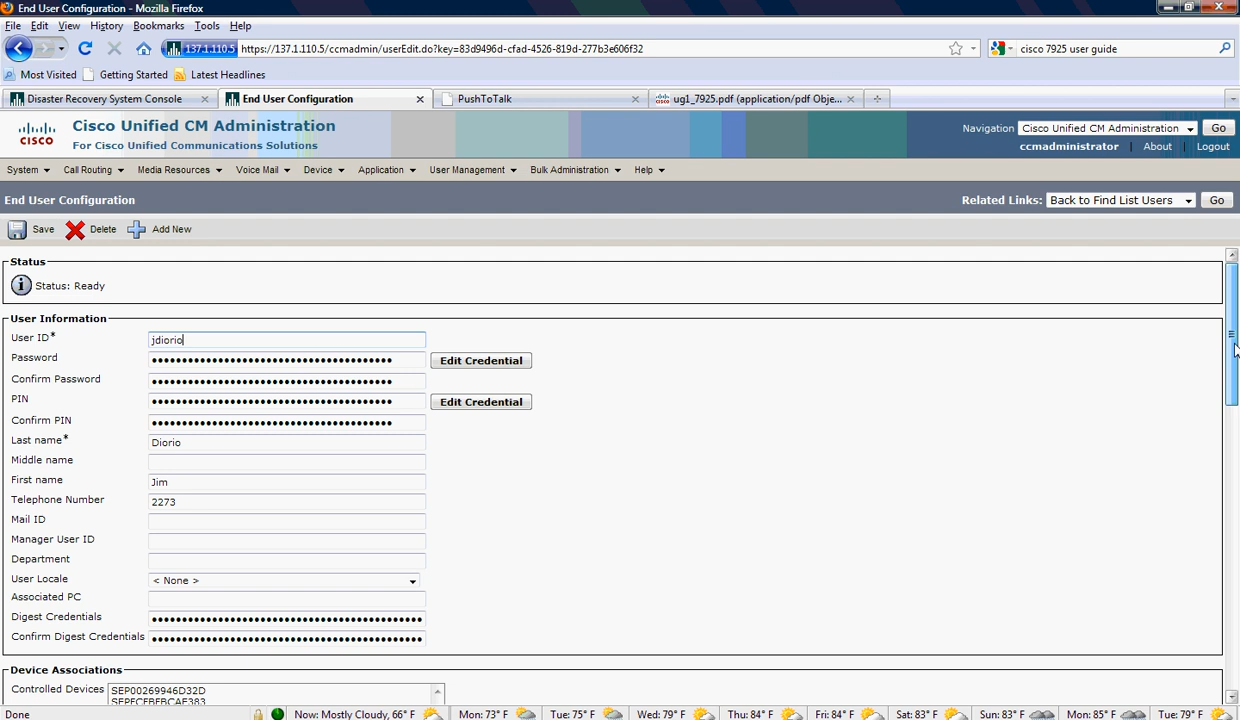 End User Configuration - Mozilla Firefox
File Edit View History Bookmarks Tools Help
137.1.110.5 https://137.1.110.5/ccmadmin/userEdit.do?key=83d9496d-cfad-4526-819d-277b3e606f32 cisco 7925 user guide
Most Visited Getting Started Latest Headlines
Disaster Recovery System Console End User Configuration PushToTalk ug1_7925.pdf (application/pdf Obje...
CISCO Cisco Unified CM Administration
For Cisco Unified Communications Solutions
Navigation Cisco Unified CM Administration Go
ccmadministrator | About | Logout
System Call Routing Media Resources Voice Mail Device Application User Management Bulk Administration Help
End User Configuration Related Links: Back to Find List Users Go
Save Delete Add New
Status
Status: Ready
User Information
User ID* jdiorio
Password Edit Credential
Confirm Password
PIN Edit Credential
Confirm PIN
Last name* Diorio
Middle name
First name Jim
Telephone Number 2273
Mail ID
Manager User ID
Department
User Locale < None >
Associated PC
Digest Credentials
Confirm Digest Credentials
Device Associations
Controlled Devices SEP00269946D32D
Done Now: Mostly Cloudy, 66° F Mon: 73° F Tue: 75° F Wed: 79° F Thu: 84° F Fri: 84° F Sat: 83° F Sun: 83° F Mon: 85° F Tue: 79° F